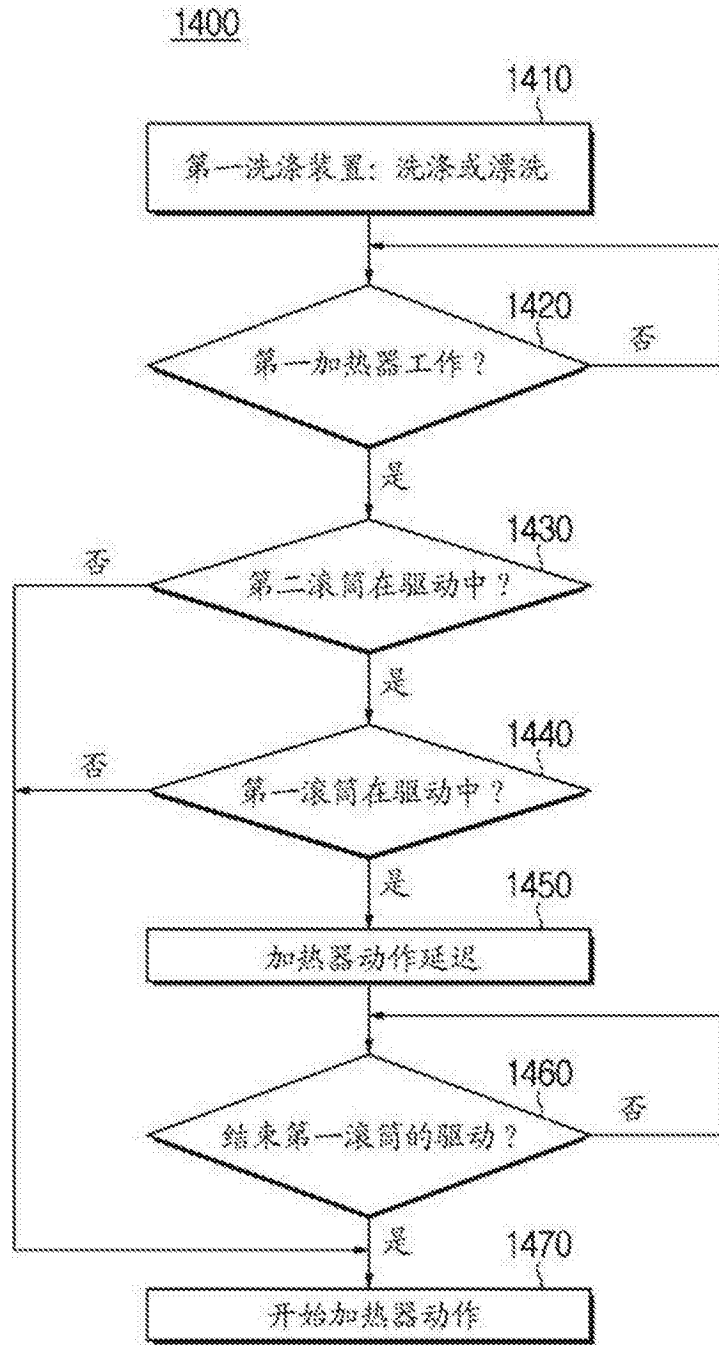 1400
1410
第一洗涤装置：洗涤或漂洗
1420
第一加热器工作？
否
是
1430
否
第二滚筒在驱动中？
是
1440
否
第一滚筒在驱动中？
是
1450
加热器动作延迟
1460
否
结束第一滚筒的驱动？
是
1470
开始加热器动作